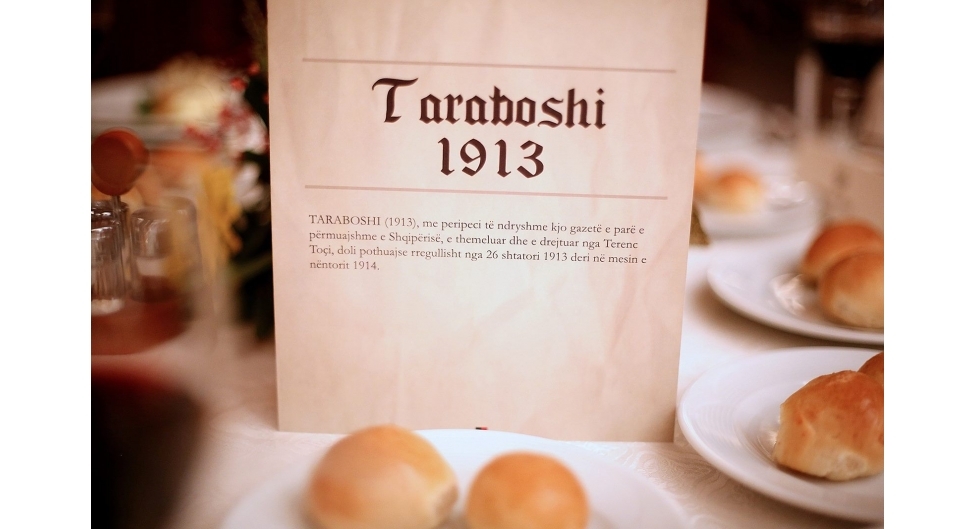 Taraboshi
1913
TARABOSHI (1913), me peripeci të ndryshme kjo gazetë e parë e
përmuajshme e Shqipërisë, e themeluar dhe e drejtuar nga Terenc
Toçi, doli pothuajse rregullisht nga 26 shtatori 1913 deri në mesin e
nëntorit 1914.